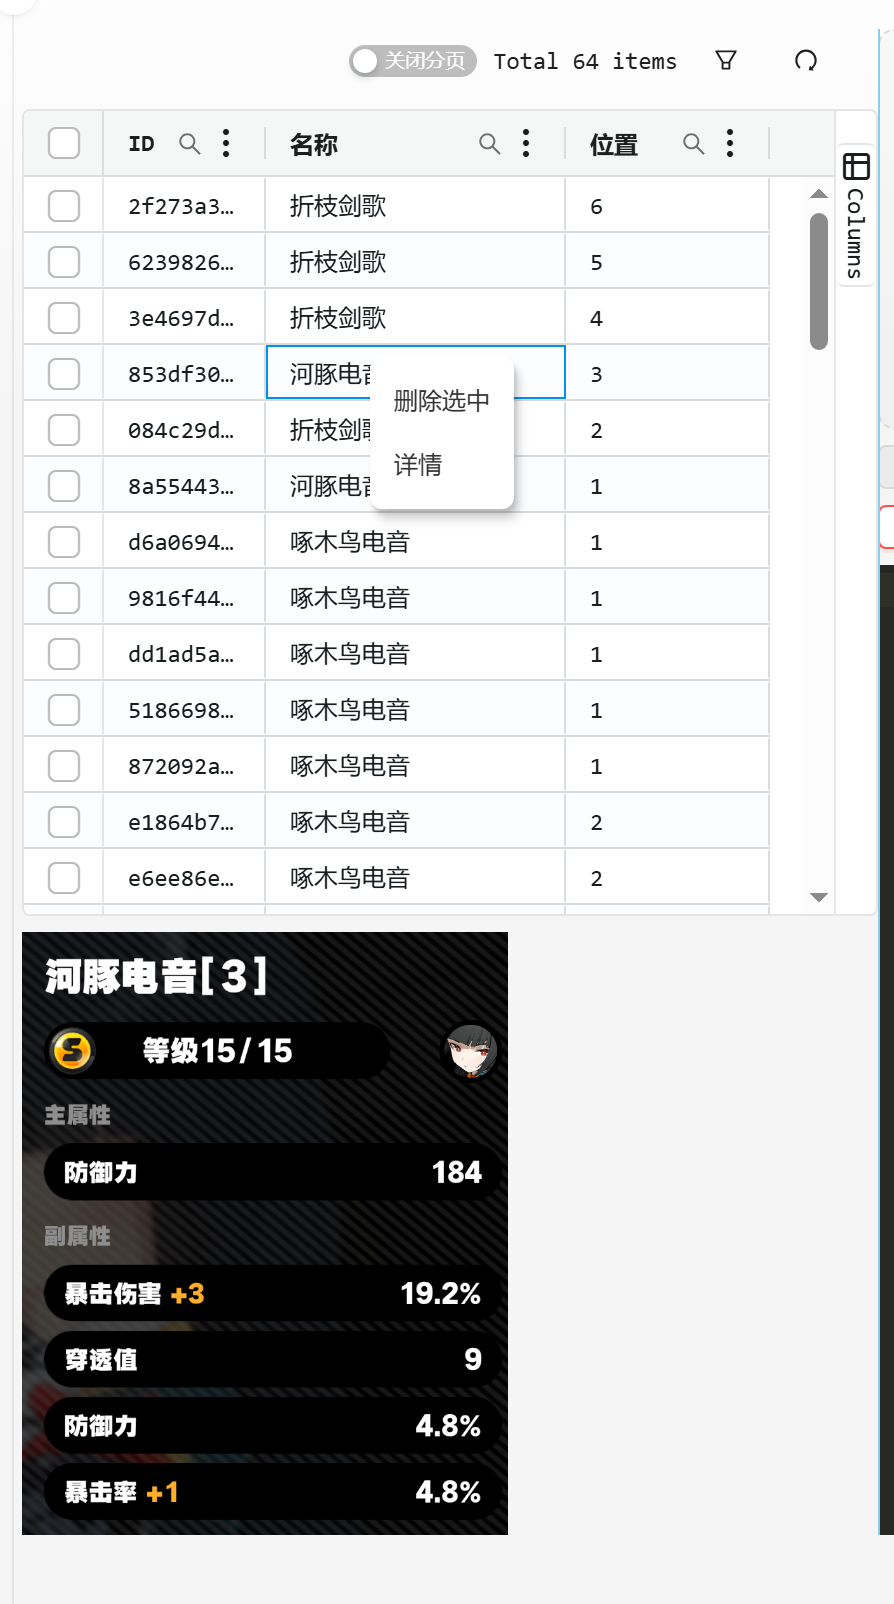 关闭分页 Total 64 items
ID 名称 位置
Columns
2f273a3… 折枝剑歌 6
6239826… 折枝剑歌 5
3e4697d… 折枝剑歌 4
853df30… 河豚电 3
删除选中
084c29d… 折枝剑 2
详情
8a55443… 河豚电 1
d6a0694… 啄木鸟电音 1
9816f44… 啄木鸟电音 1
dd1ad5a… 啄木鸟电音 1
5186698… 啄木鸟电音 1
872092a… 啄木鸟电音 1
e1864b7… 啄木鸟电音 2
e6ee86e… 啄木鸟电音 2
河豚电音[3]
S 等级15/15
主属性
防御力 184
副属性
暴击伤害 +3 19.2%
穿透值 9
防御力 4.8%
暴击率 +1 4.8%